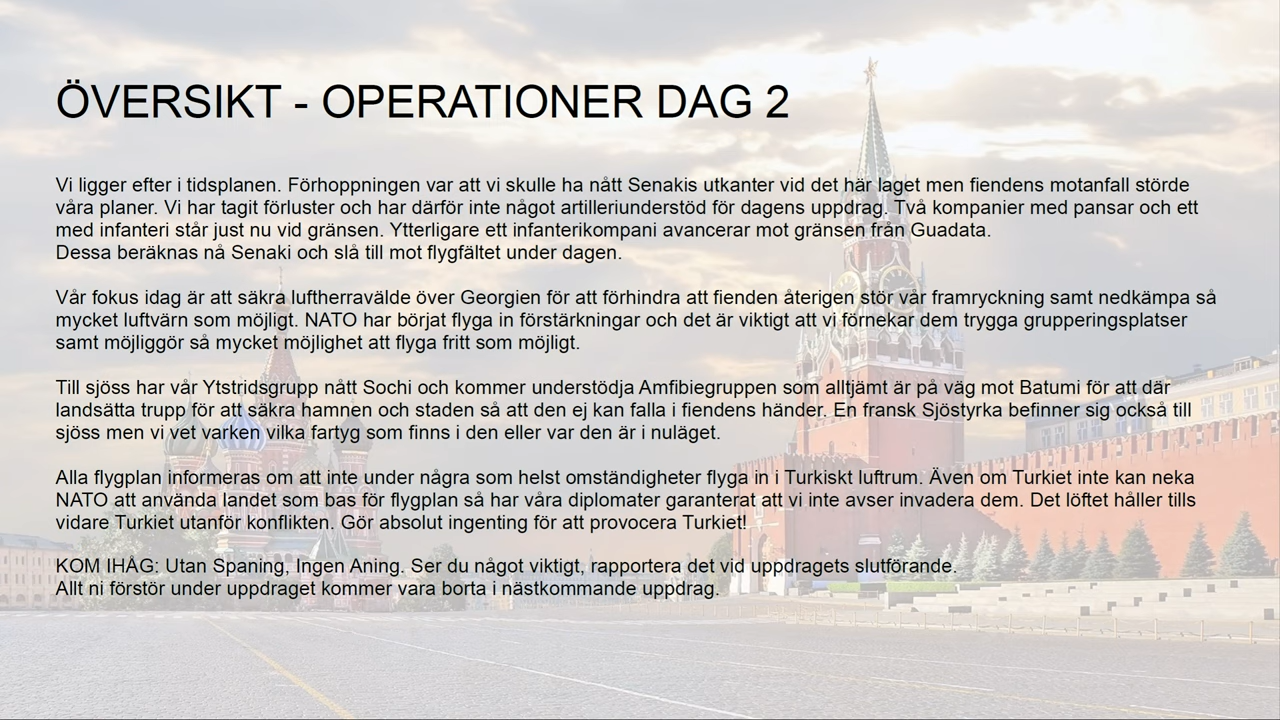 ÖVERSIKT - OPERATIONER DAG 2
Vi ligger efter i tidsplanen. Förhoppningen var att vi skulle ha nått Senakis utkanter vid det här laget men fiendens motanfall störde
våra planer. Vi har tagit förluster och har därför inte något artilleriunderstöd för dagens uppdrag. Två kompanier med pansar och ett
med infanteri står just nu vid gränsen. Ytterligare ett infanterikompani avancerar mot gränsen från Guadata.
Dessa beräknas nå Senaki och slå till mot flygfältet under dagen.
Vår fokus idag är att säkra luftherravälde över Georgien för att förhindra att fienden återigen stör vår framryckning samt nedkämpa så
mycket luftvärn som möjligt. NATO har börjat flyga in förstärkningar och det är viktigt att vi förnekar dem trygga grupperingsplatser
samt möjliggör så mycket möjlighet att flyga fritt som möjligt.
Till sjöss har vår Ytstridsgrupp nått Sochi och kommer understödja Amfibiegruppen som alltjämt är på väg mot Batumi för att där
landsätta trupp för att säkra hamnen och staden så att den ej kan falla i fiendens händer. En fransk Sjöstyrka befinner sig också till
sjöss men vi vet varken vilka fartyg som finns i den eller var den är i nuläget.
Alla flygplan informeras om att inte under några som helst omständigheter flyga in i Turkiskt luftrum. Även om Turkiet inte kan neka
NATO att använda landet som bas för flygplan så har våra diplomater garanterat att vi inte avser invadera dem. Det löftet håller tills
vidare Turkiet utanför konflikten. Gör absolut ingenting för att provocera Turkiet!
KOM IHÅG: Utan Spaning, Ingen Aning. Ser du något viktigt, rapportera det vid uppdragets slutförande.
Allt ni förstör under uppdraget kommer vara borta i nästkommande uppdrag.